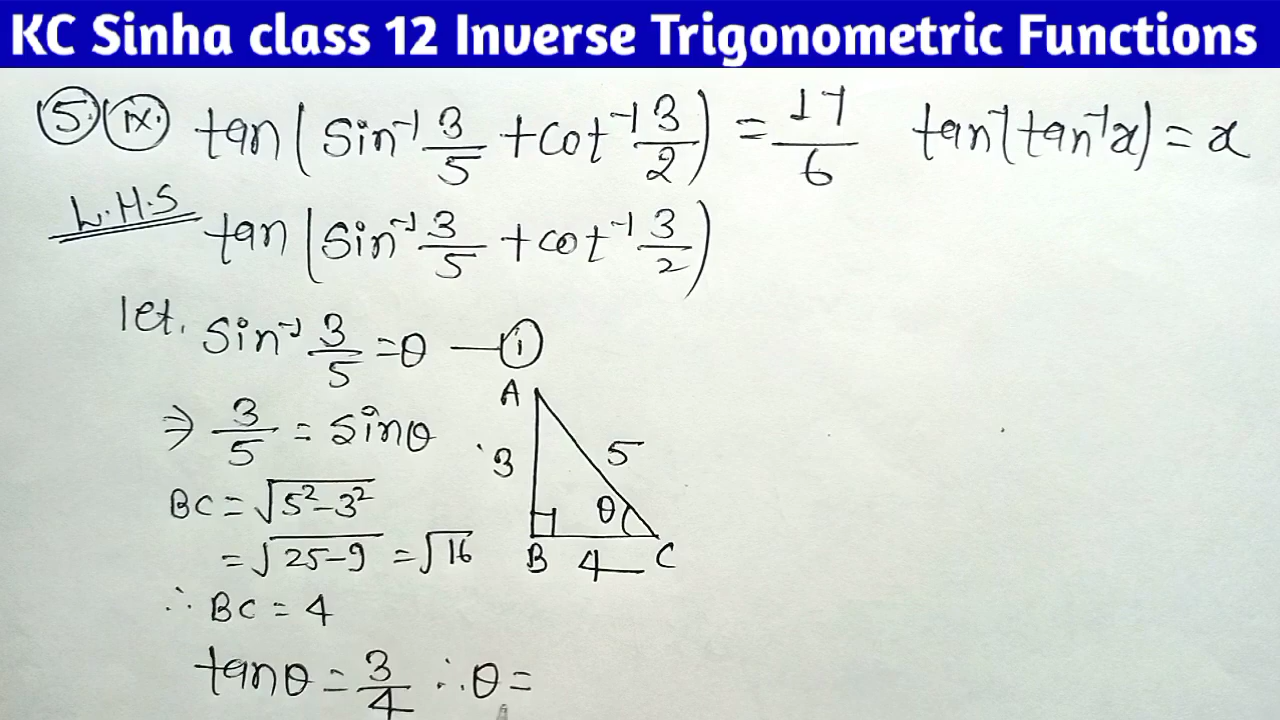 KC Sinha class 12 Inverse Trigonometric Functions
5. ix. tan(sin⁻¹ 3/5 + cot⁻¹ 3/2) = 17/6 tan⁻¹(tan⁻¹x) = x
L.H.S tan(sin⁻¹ 3/5 + cot⁻¹ 3/2)
let. sin⁻¹ 3/5 = θ — i
⇒ 3/5 = sinθ
BC = √5²-3²
= √25-9 = √16
∴ BC = 4
tanθ = 3/4 ∴ θ =
A
3
5
θ
B
4
C